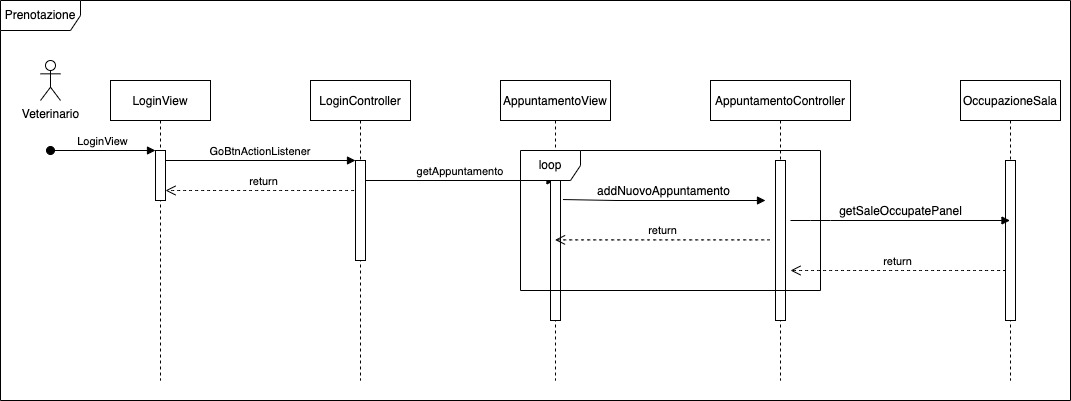 Prenotazione
Veterinario
LoginView
LoginController
AppuntamentoView
AppuntamentoController
OccupazioneSala
LoginView
GoBtnActionListener
return
getAppuntamento
loop
addNuovoAppuntamento
return
getSaleOccupatePanel
return